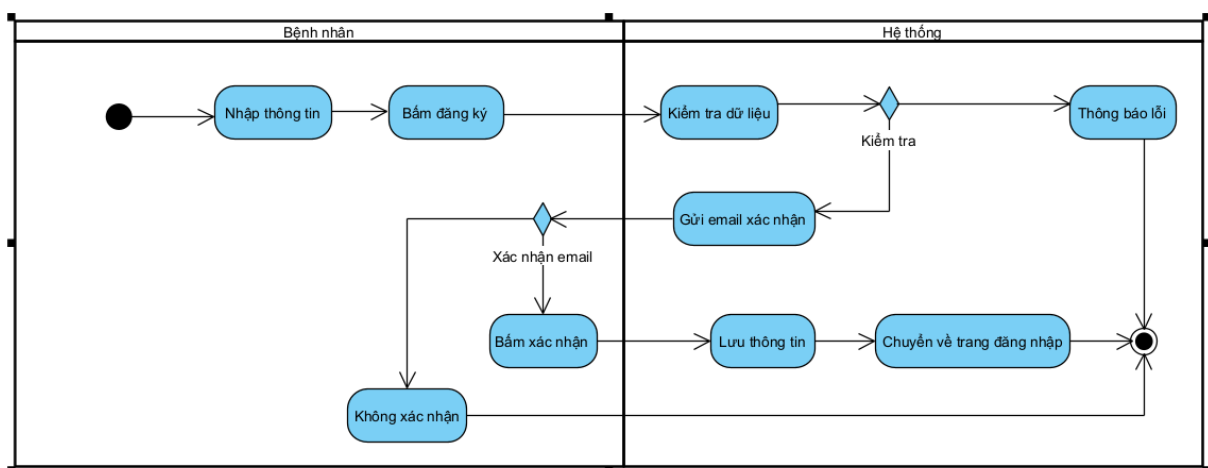 Bệnh nhân
Hệ thống
Nhập thông tin
Bấm đăng ký
Kiểm tra dữ liệu
Thông báo lỗi
Kiểm tra
Gửi email xác nhận
Xác nhận email
Bấm xác nhận
Lưu thông tin
Chuyển về trang đăng nhập
Không xác nhận